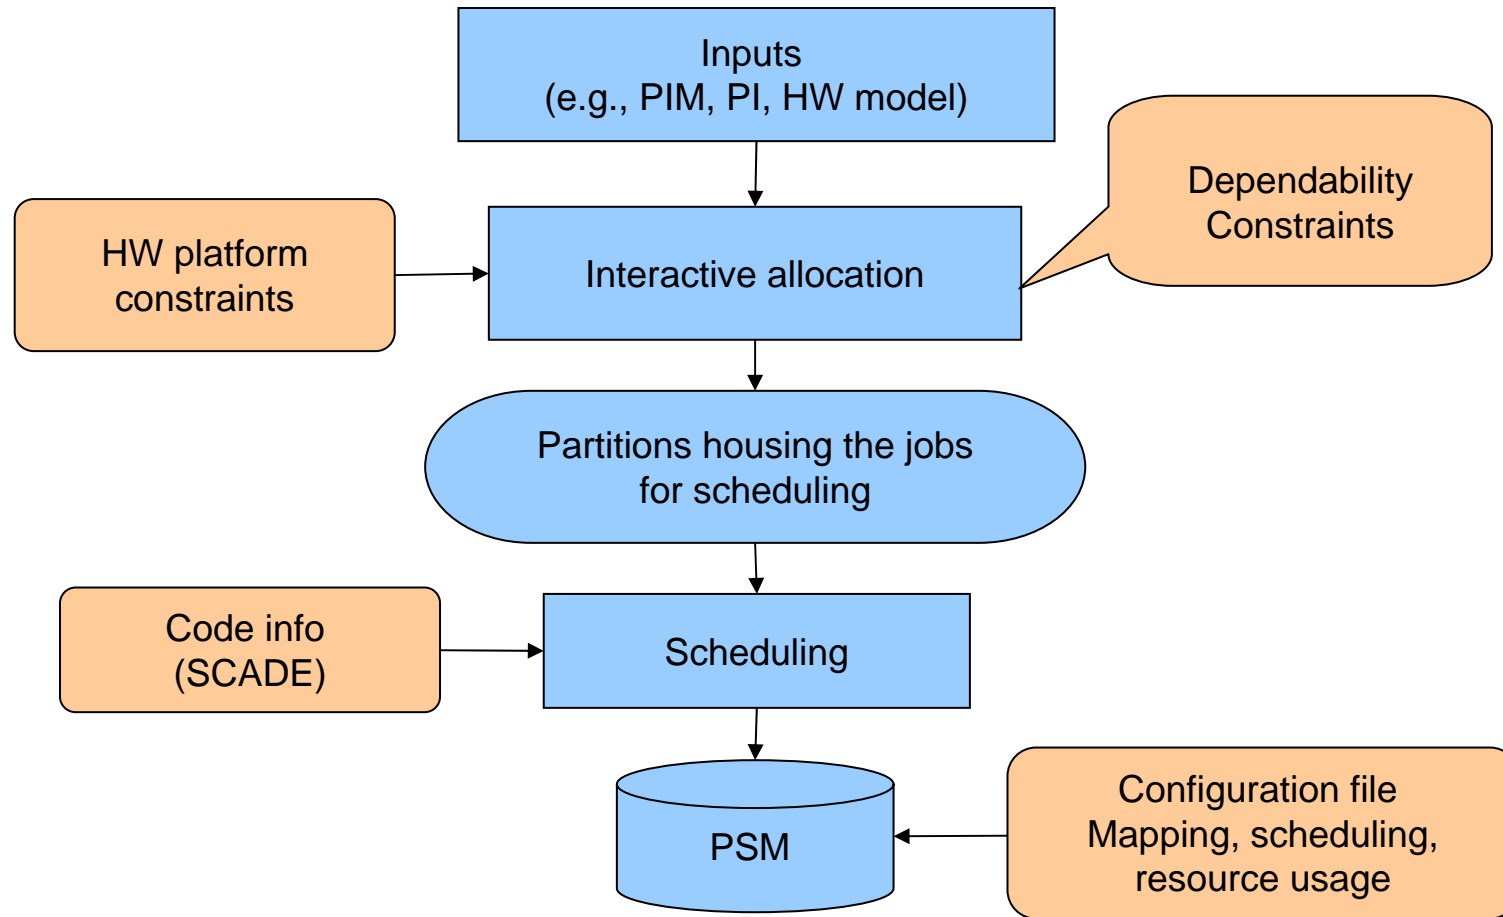 Inputs
(e.g., PIM, PI, HW model)
Dependability
Constraints
HW platform
constraints
Interactive allocation
Partitions housing the jobs
for scheduling
Code info
(SCADE)
Scheduling
PSM
Configuration file
Mapping, scheduling,
resource usage